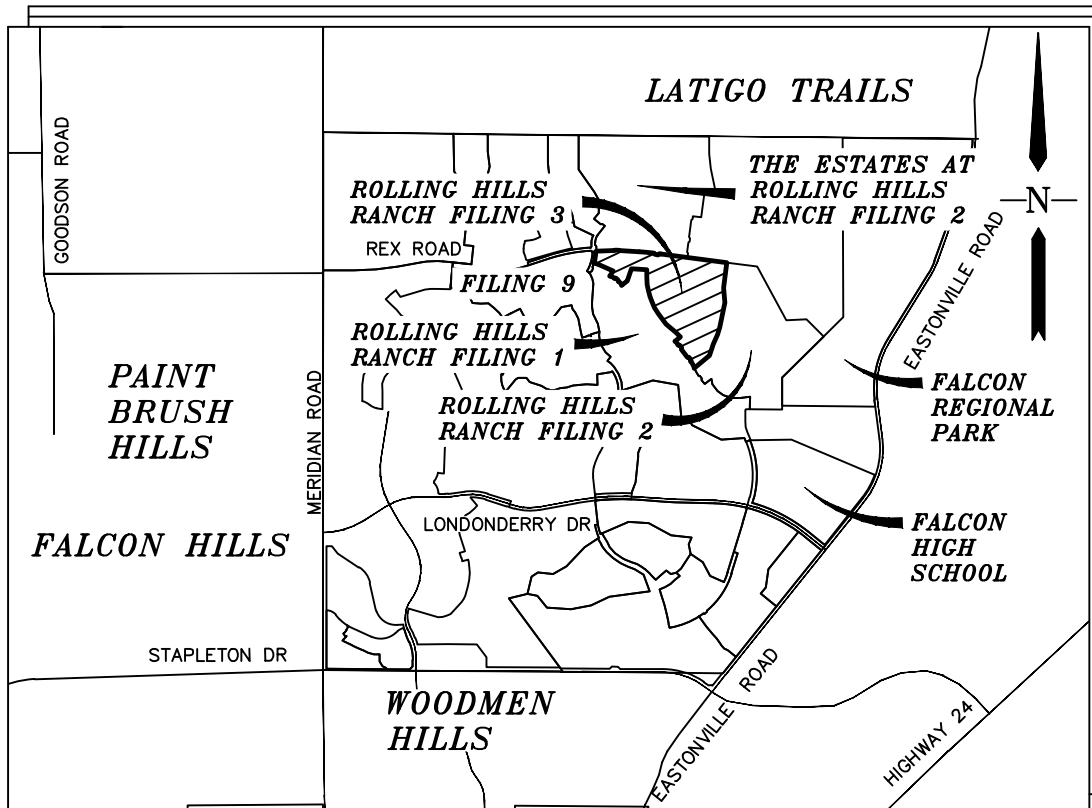 LATIGO TRAILS
GOODSON ROAD
THE ESTATES AT
ROLLING HILLS
RANCH FILING 2
ROLLING HILLS
RANCH FILING 3
N
REX ROAD
EASTONVILLE ROAD
FILING 9
ROLLING HILLS
RANCH FILING 1
PAINT
BRUSH
HILLS
MERIDIAN ROAD
FALCON
REGIONAL
PARK
ROLLING HILLS
RANCH FILING 2
LONDONDERRY DR
FALCON HILLS
FALCON
HIGH
SCHOOL
STAPLETON DR
WOODMEN
HILLS
EASTONVILLE ROAD
HIGHWAY 24